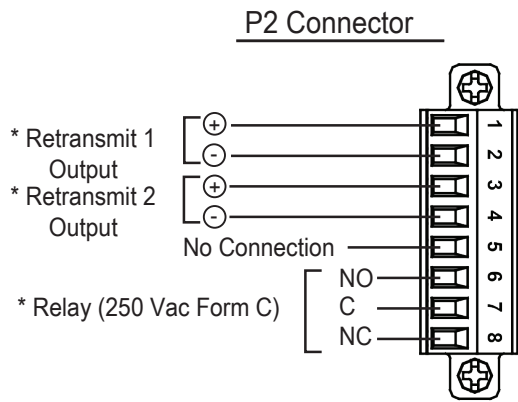 P2 Connector
* Retransmit 1
Output
+
-
1
2
* Retransmit 2
Output
+
-
3
4
No Connection
5
* Relay (250 Vac Form C)
NO
C
NC
6
7
8